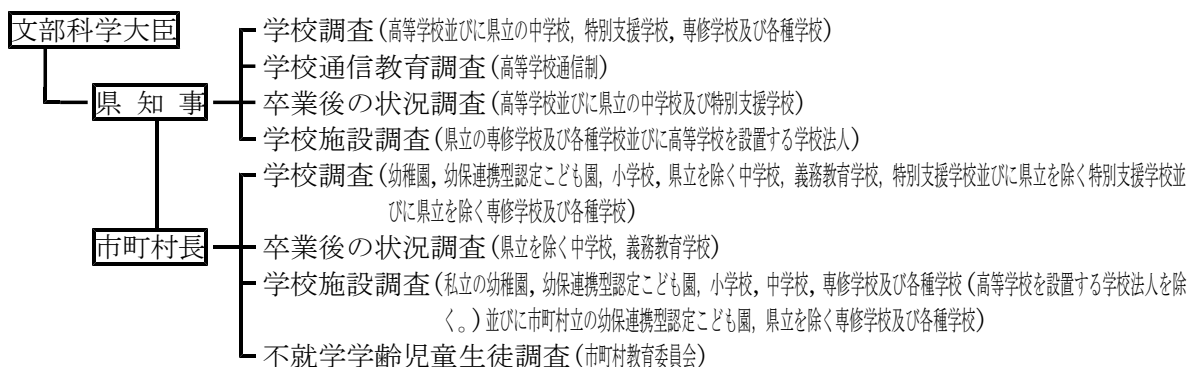 文部科学大臣
学校調査(高等学校並びに県立の中学校, 特別支援学校, 専修学校及び各種学校)
学校通信教育調査(高等学校通信制)
県知事
卒業後の状況調査(高等学校並びに県立の中学校及び特別支援学校)
学校施設調査(県立の専修学校及び各種学校並びに高等学校を設置する学校法人)
学校調査(幼稚園, 幼保連携型認定こども園, 小学校, 県立を除く中学校, 義務教育学校, 特別支援学校並びに県立を除く特別支援学校並
びに県立を除く専修学校及び各種学校)
市町村長
卒業後の状況調査(県立を除く中学校, 義務教育学校)
学校施設調査(私立の幼稚園, 幼保連携型認定こども園, 小学校, 中学校, 専修学校及び各種学校(高等学校を設置する学校法人を除
く。)並びに市町村立の幼保連携型認定こども園, 県立を除く専修学校及び各種学校)
不就学学齢児童生徒調査(市町村教育委員会)